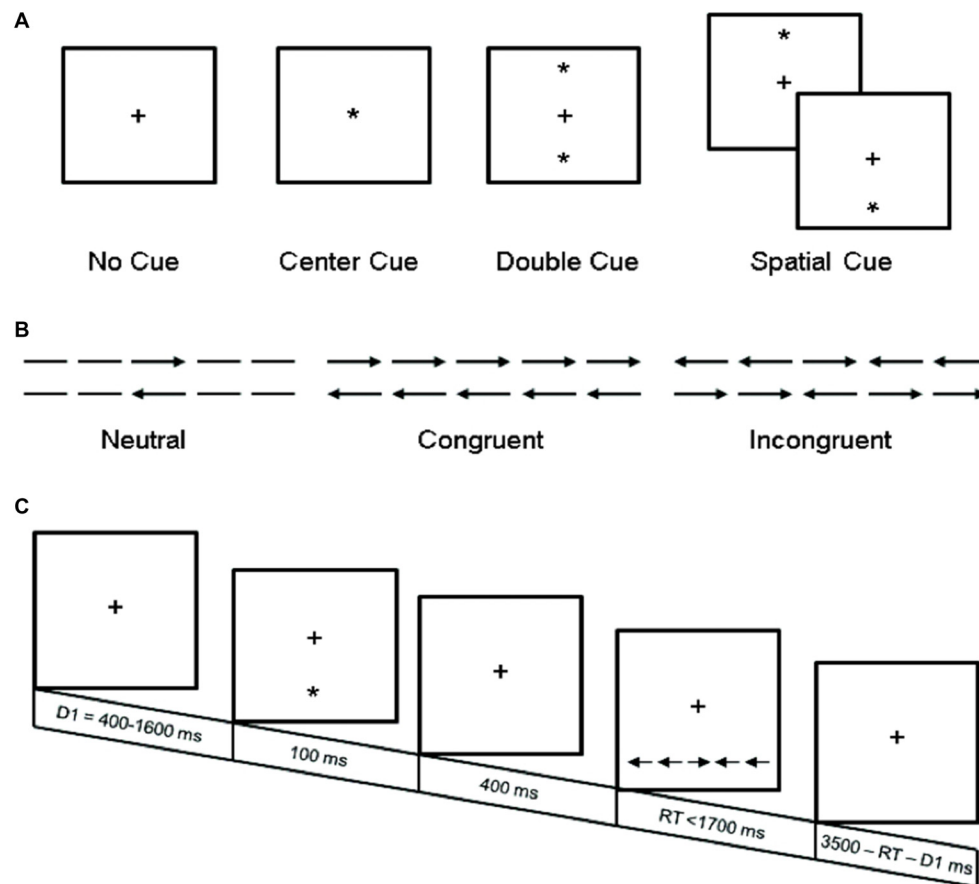 A
No Cue
Center Cue
Double Cue
Spatial Cue
B
Neutral
Congruent
Incongruent
C
D1 = 400-1600 ms
100 ms
400 ms
RT <1700 ms
3500 – RT – D1 ms